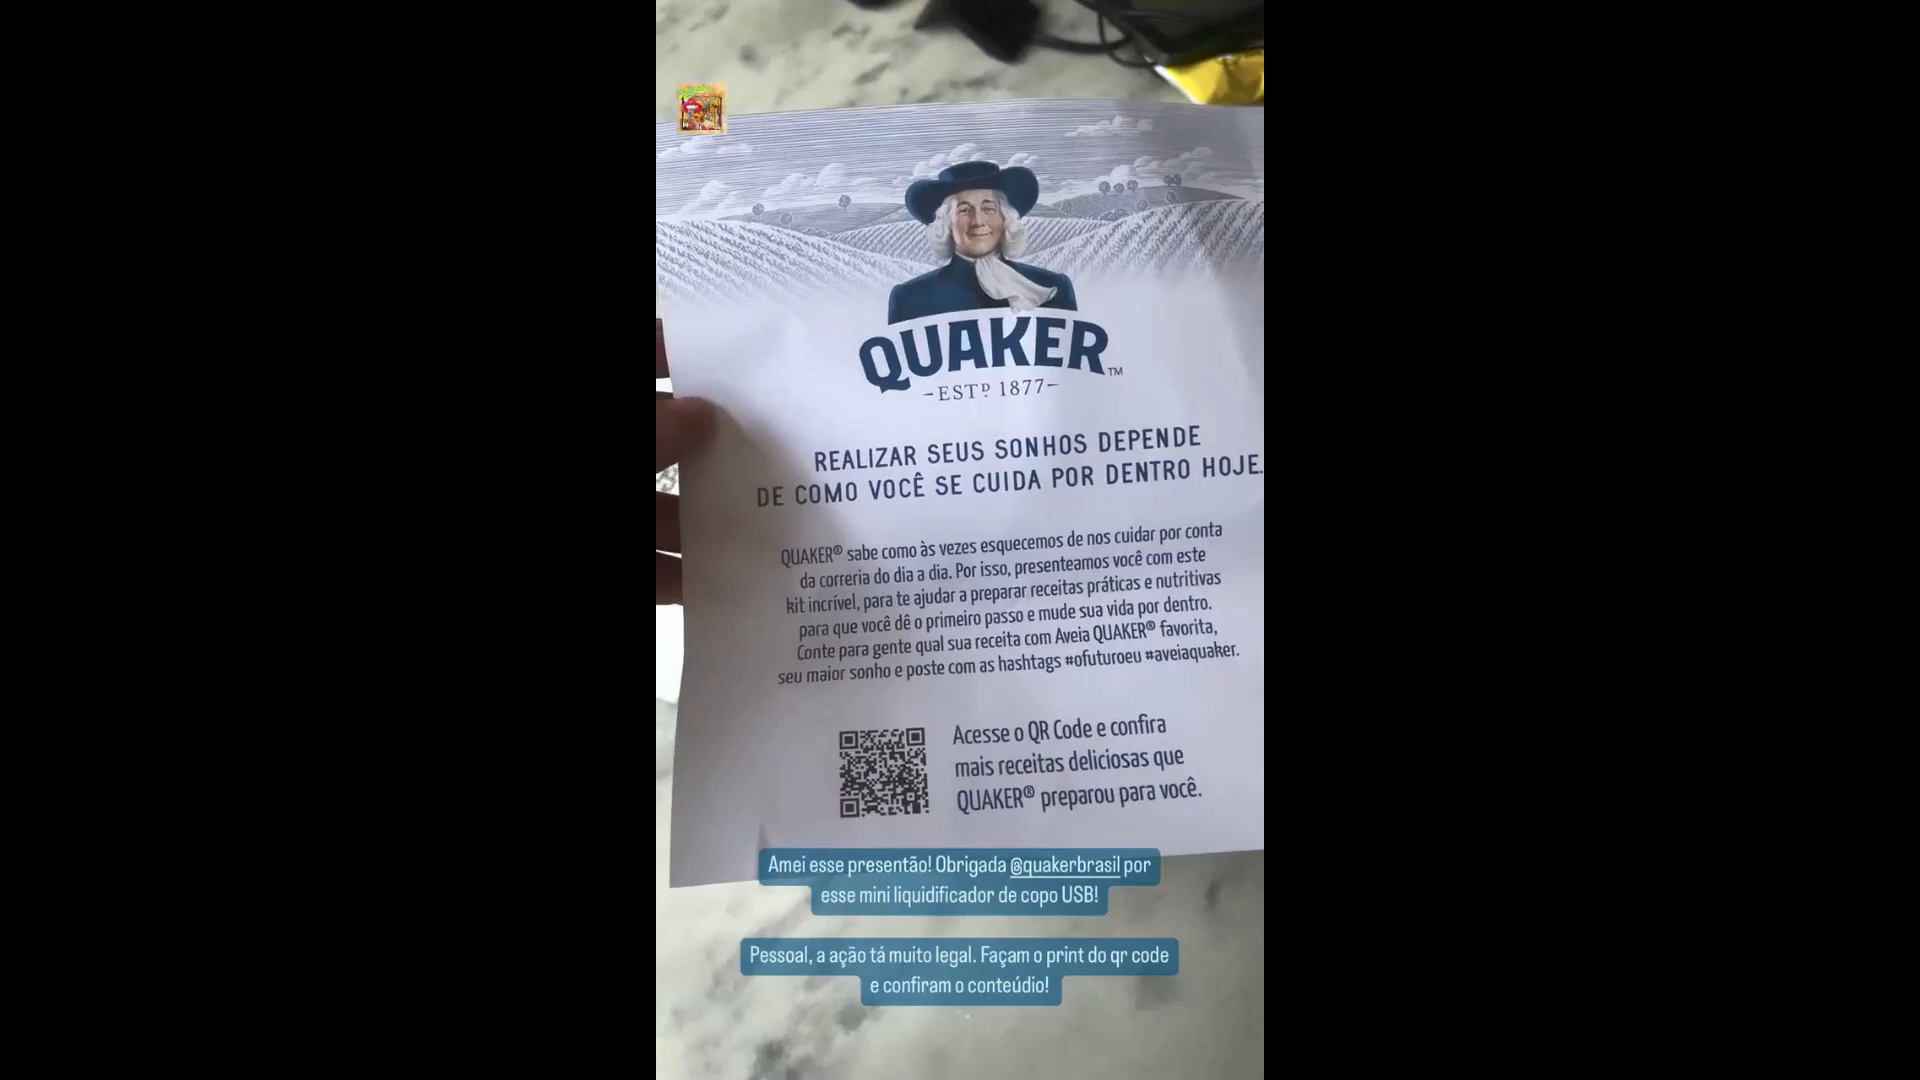 QUAKER™
-ESTᴰ 1877-
REALIZAR SEUS SONHOS DEPENDE
DE COMO VOCÊ SE CUIDA POR DENTRO HOJE.
QUAKER® sabe como às vezes esquecemos de nos cuidar por conta
da correria do dia a dia. Por isso, presenteamos você com este
kit incrível, para te ajudar a preparar receitas práticas e nutritivas
para que você dê o primeiro passo e mude sua vida por dentro.
Conte para gente qual sua receita com Aveia QUAKER® favorita,
seu maior sonho e poste com as hashtags #ofuturoeu #aveiaquaker.
Acesse o QR Code e confira
mais receitas deliciosas que
QUAKER® preparou para você.
Amei esse presentão! Obrigada @quakerbrasil por
esse mini liquidificador de copo USB!
Pessoal, a ação tá muito legal. Façam o print do qr code
e confiram o conteúdio!